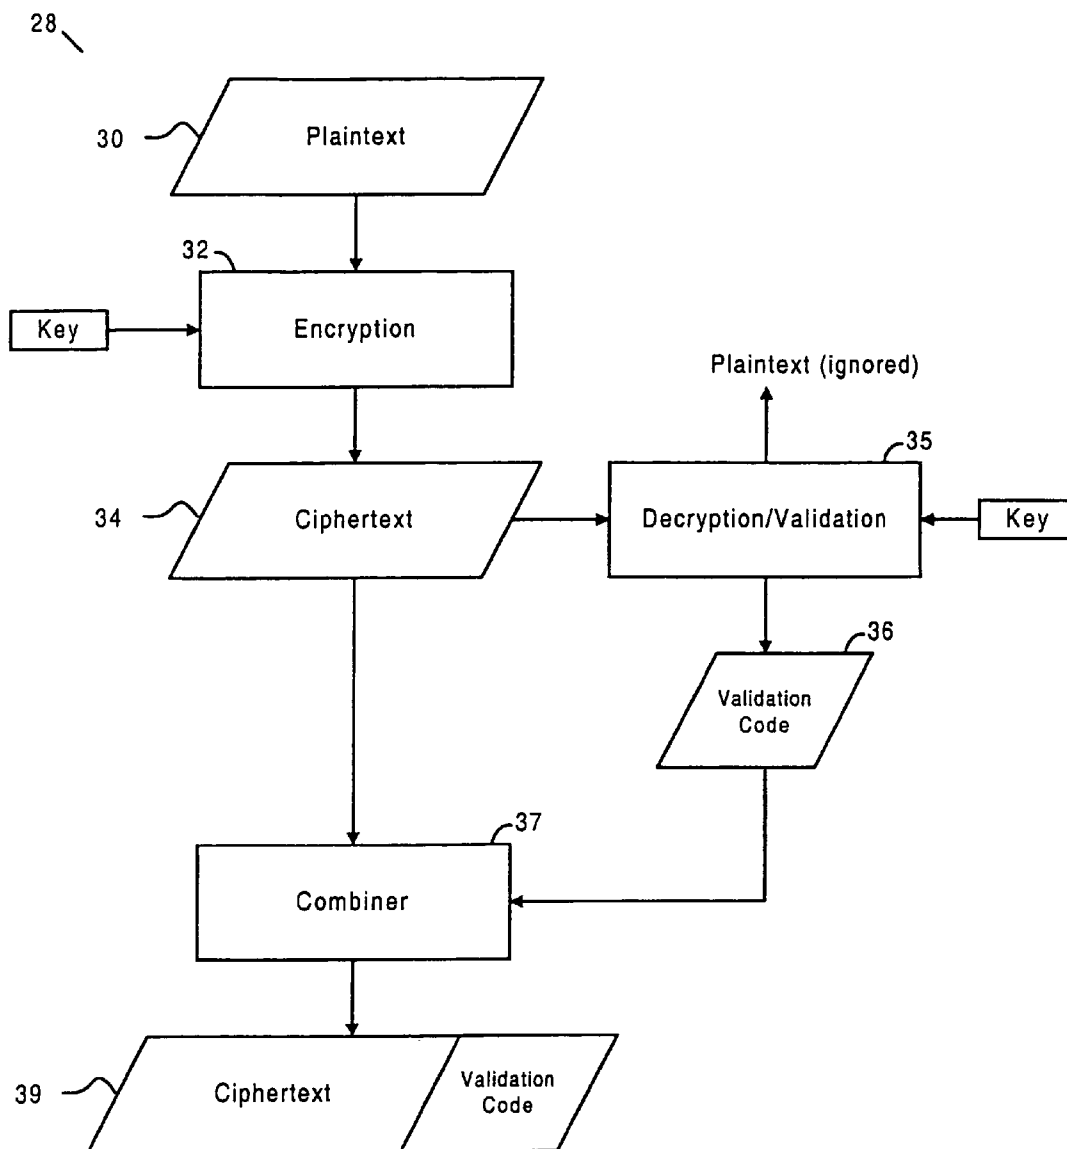 28
30
Plaintext
32
Key
Encryption
Plaintext (ignored)
35
34
Ciphertext
Decryption/Validation
Key
36
Validation
Code
37
Combiner
39
Ciphertext
Validation
Code